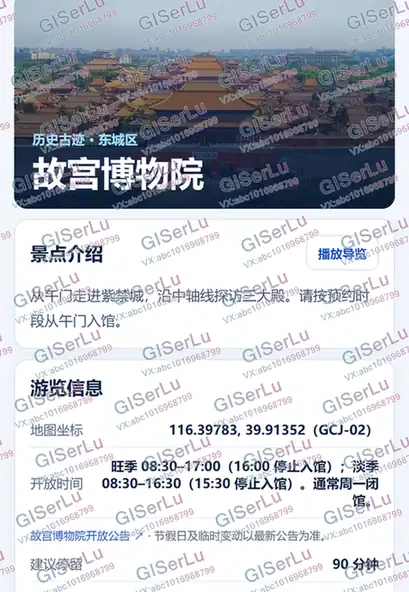 历史古迹・东城区
故宫博物院
景点介绍
播放导览
从午门走进紫禁城，沿中轴线探访三大殿。请按预约时
段从午门入馆。
游览信息
地图坐标
116.39783, 39.91352（GCJ-02）
开放时间
旺季 08:30–17:00（16:00 停止入馆）；淡季
08:30–16:30（15:30 停止入馆）。通常周一闭
馆。
故宫博物院开放公告 ↗ · 节假日及临时变动以最新公告为准。
建议停留
90 分钟
GISerLu
VX:abc1016968799